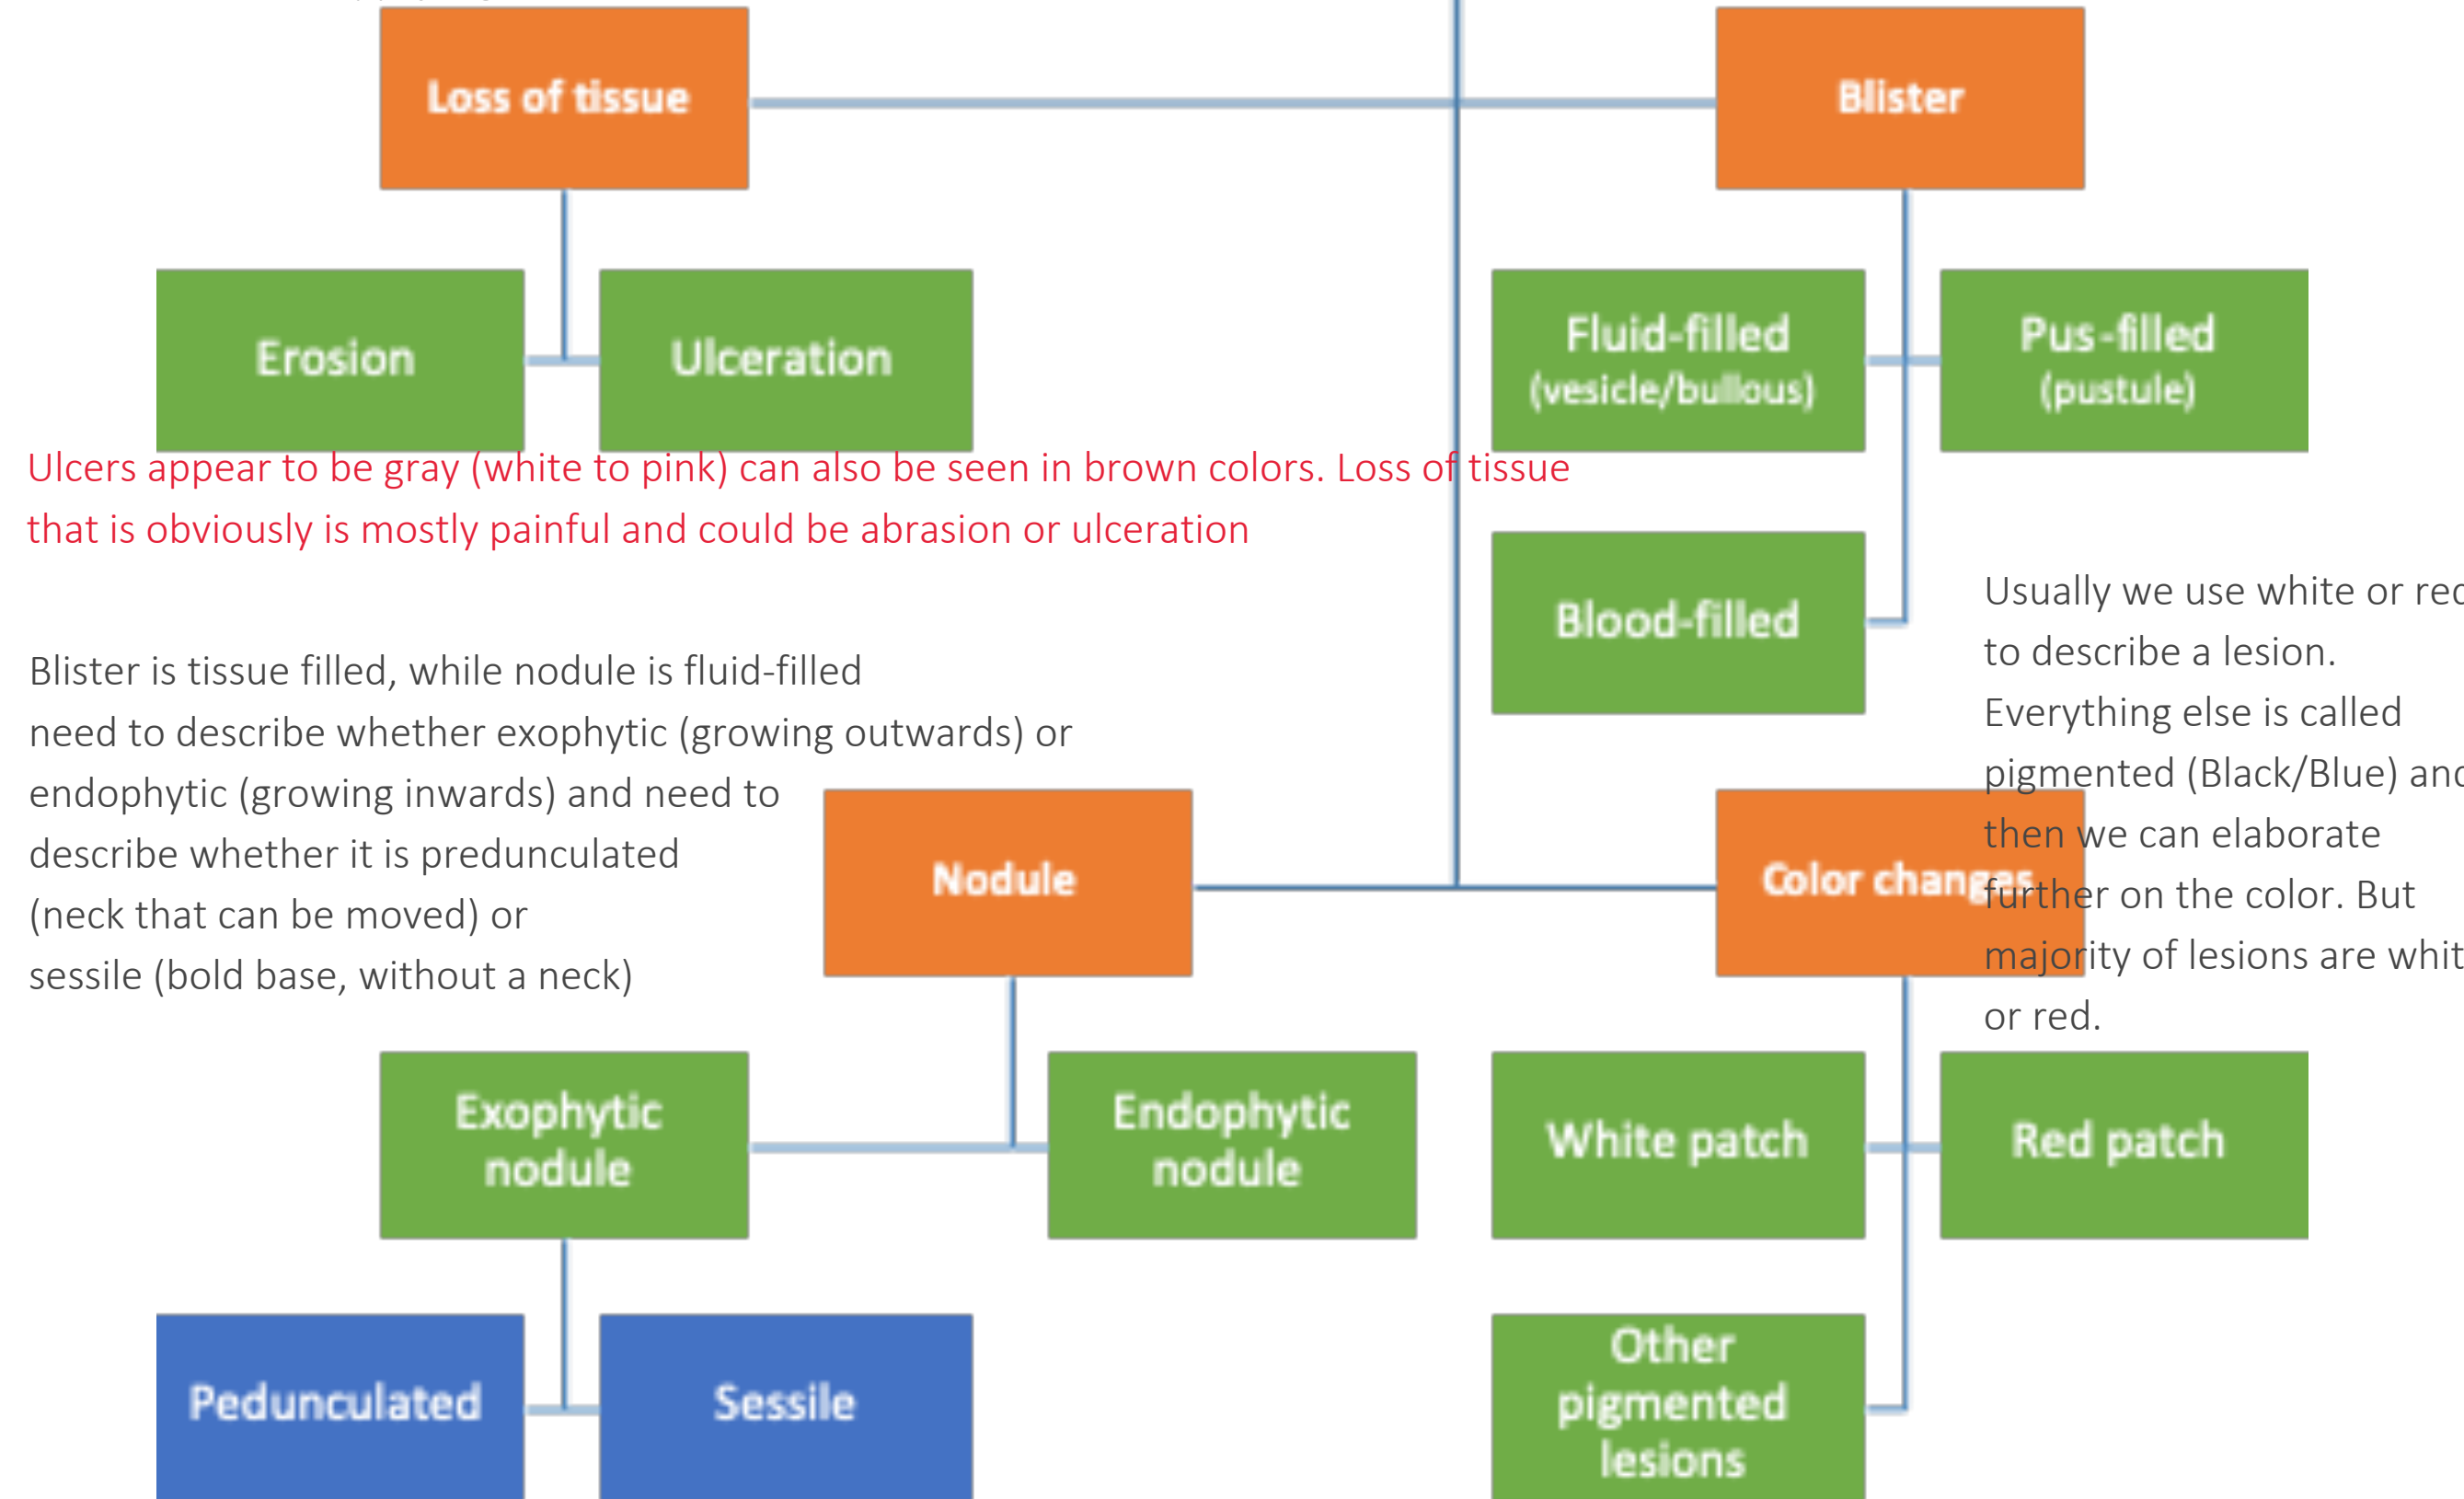 Loss of tissue
Blister
Erosion
Ulceration
Fluid-filled
(vesicle/bullous)
Pus-filled
(pustule)
Ulcers appear to be gray (white to pink) can also be seen in brown colors. Loss of tissue
that is obviously is mostly painful and could be abrasion or ulceration
Blood-filled
Blister is tissue filled, while nodule is fluid-filled
need to describe whether exophytic (growing outwards) or
endophytic (growing inwards) and need to
describe whether it is predunculated
(neck that can be moved) or
sessile (bold base, without a neck)
Usually we use white or red
to describe a lesion.
Everything else is called
pigmented (Black/Blue) and
then we can elaborate
further on the color. But
majority of lesions are whit
or red.
Nodule
Color changes
Exophytic
nodule
Endophytic
nodule
White patch
Red patch
Pedunculated
Sessile
Other
pigmented
lesions